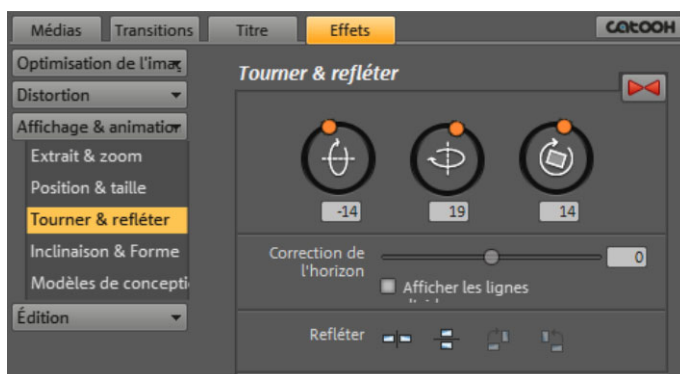 Médias Transitions Titre Effets CATOOH
Optimisation de l'imag
Distortion
Affichage & animation
Extrait & zoom
Position & taille
Tourner & refléter
Inclinaison & Forme
Modèles de concepti
Édition
Tourner & refléter
-14 19 14
Correction de
l'horizon
0
Afficher les lignes
Refléter